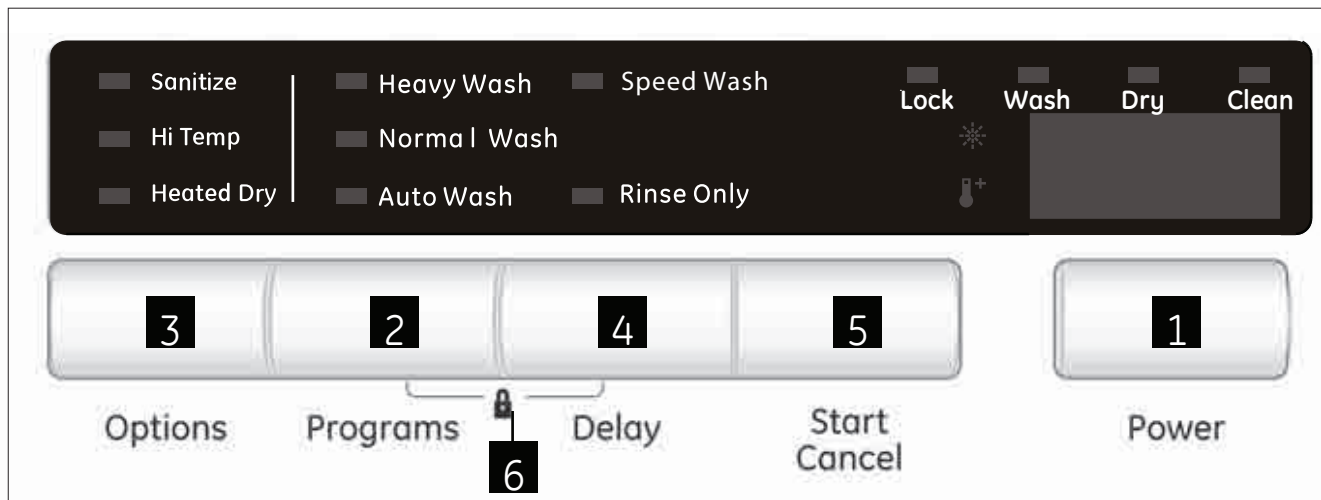 Sanitize
Heavy Wash
Speed Wash
Lock
Wash
Dry
Clean
Hi Temp
Normal Wash
Heated Dry
Auto Wash
Rinse Only
3
2
4
5
1
Options
Programs
Delay
Start
Cancel
Power
6